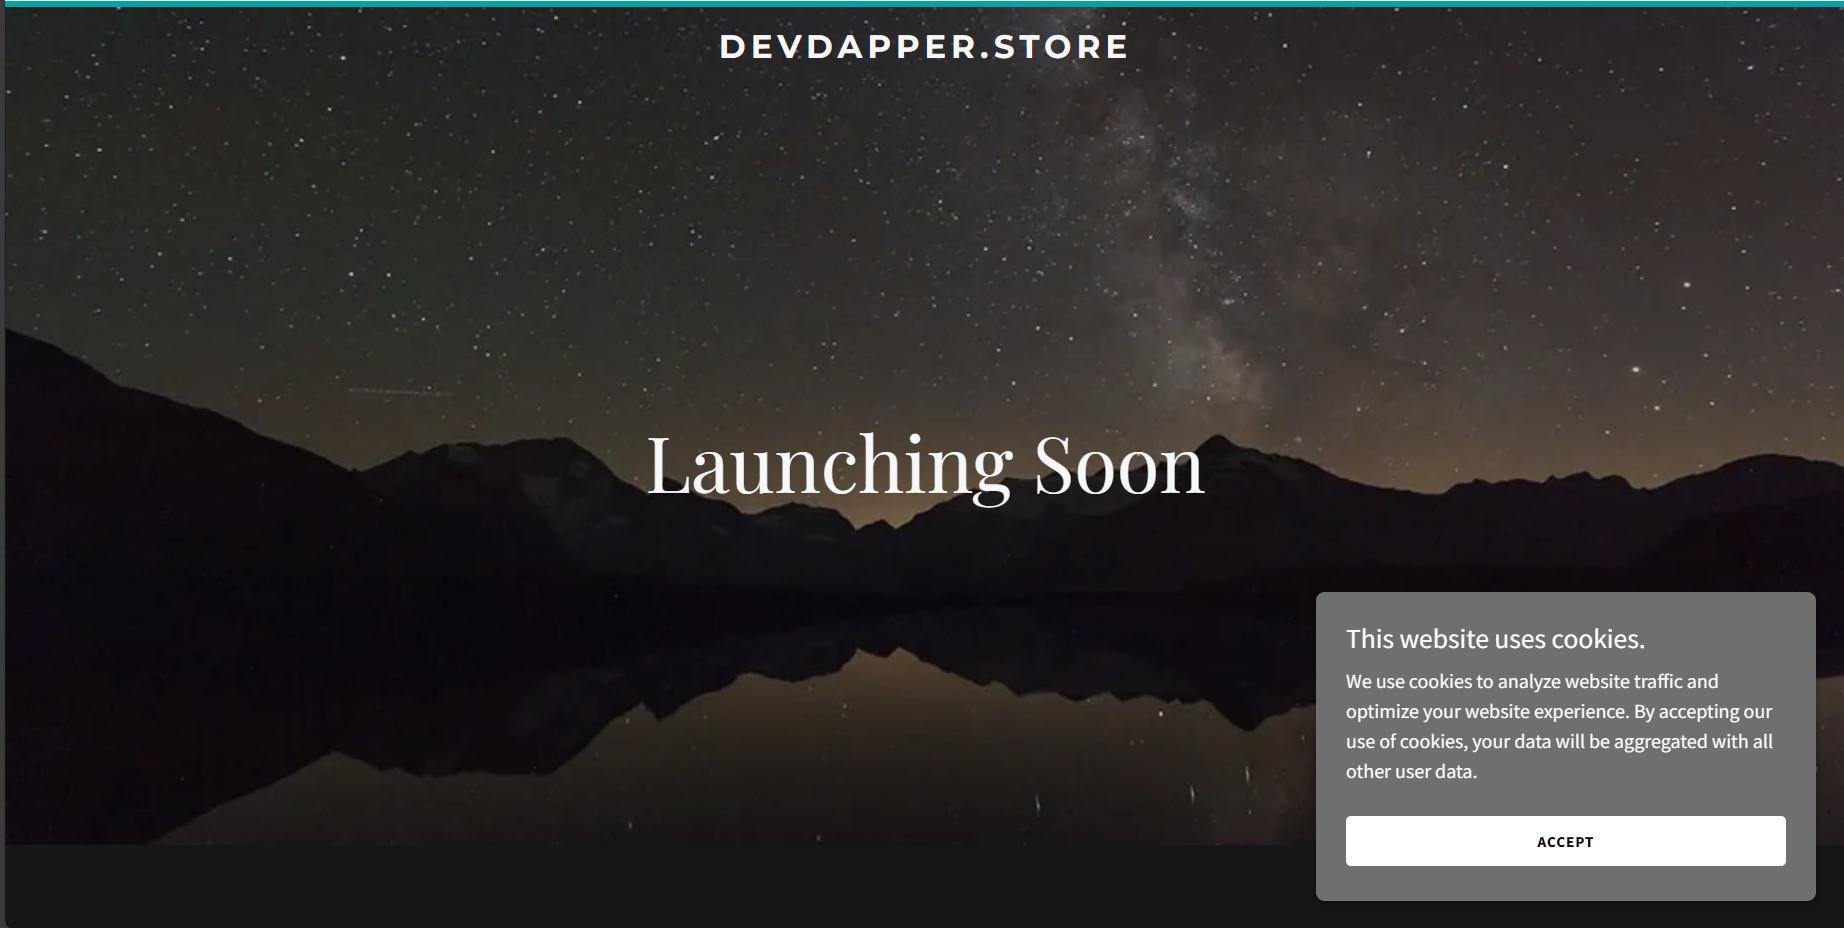 DEVDAPPER.STORE
Launching Soon
This website uses cookies.
We use cookies to analyze website traffic and
optimize your website experience. By accepting our
use of cookies, your data will be aggregated with all
other user data.
ACCEPT